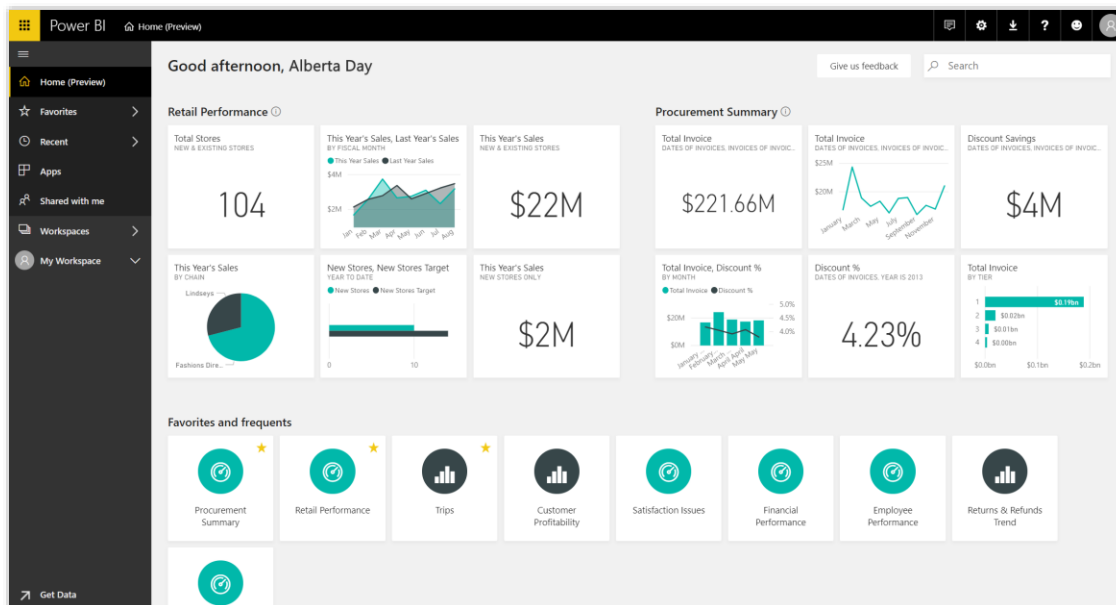 Power BI
Home (Preview)
Home (Preview)
Favorites
Recent
Apps
Shared with me
Workspaces
My Workspace
Get Data
Good afternoon, Alberta Day
Give us feedback
Search
Retail Performance
Total Stores
NEW & EXISTING STORES
104
This Year's Sales, Last Year's Sales
BY FISCAL MONTH
This Year Sales Last Year Sales
$4M
$2M
Jan Feb Mar Apr May Jun Jul Aug
This Year's Sales
NEW & EXISTING STORES
$22M
This Year's Sales
BY CHAIN
Lindseys
Fashions Dire...
New Stores, New Stores Target
YEAR TO DATE
New Stores New Stores Target
0 10
This Year's Sales
NEW STORES ONLY
$2M
Procurement Summary
Total Invoice
DATES OF INVOICES, INVOICES OF INVOIC...
$221.66M
Total Invoice
DATES OF INVOICES, INVOICES OF INVOIC...
$25M
$20M
January March May July September November
Discount Savings
DATES OF INVOICES, INVOICES OF INVOIC...
$4M
Total Invoice, Discount %
BY MONTH
Total Invoice Discount %
5.0%
$20M 4.5%
4.0%
$0M
January... February... March... April April May May
Discount %
DATES OF INVOICES, YEAR IS 2013
4.23%
Total Invoice
BY TIER
1 $0.19bn
2 $0.02bn
3 $0.01bn
4 $0.00bn
$0.0bn $0.1bn $0.2bn
Favorites and frequents
Procurement
Summary
Retail Performance
Trips
Customer
Profitability
Satisfaction Issues
Financial
Performance
Employee
Performance
Returns & Refunds
Trend